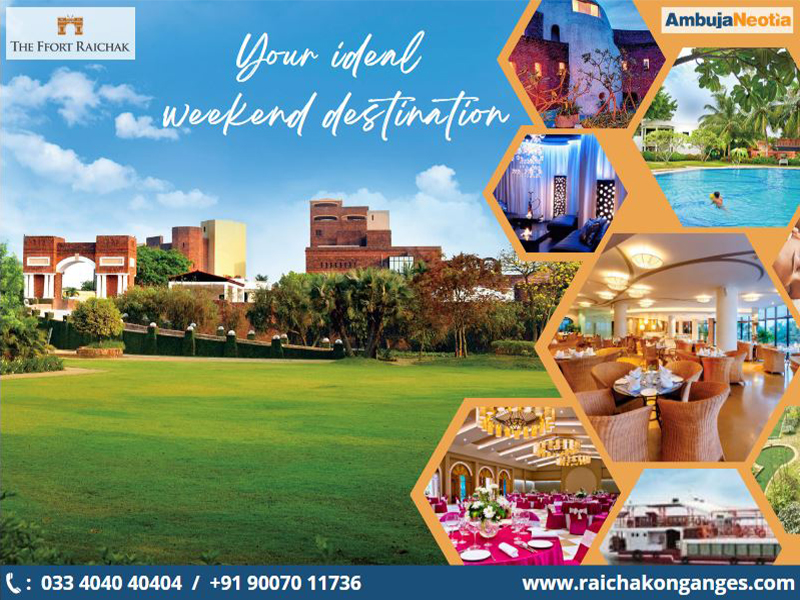 The Ffort Raichak
AmbujaNeotia
Your ideal
weekend destination
: 033 4040 40404 / +91 90070 11736
www.raichakonganges.com